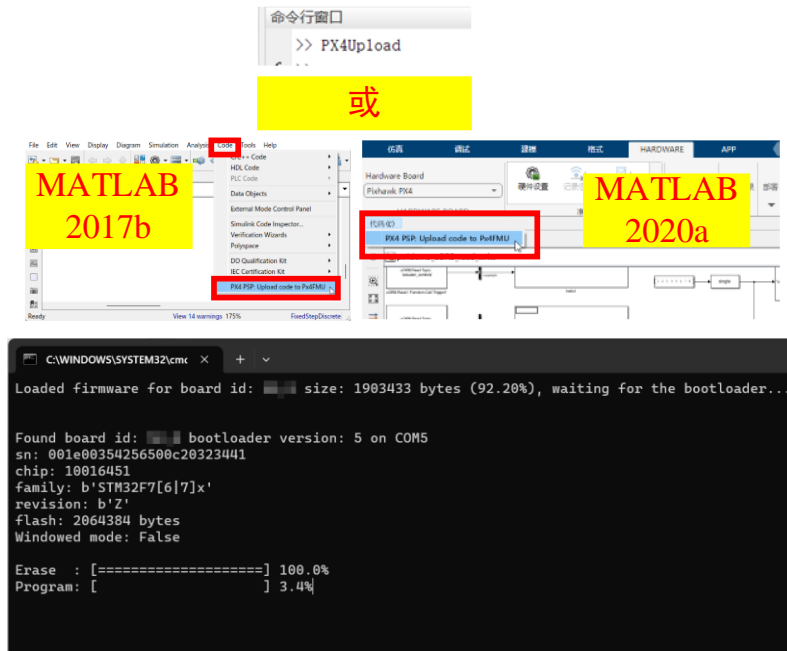 命令行窗口
>> PX4Upload
>>
或
File Edit View Display Diagram Simulation Analysis Code Tools Help
C/C++ Code
HDL Code
PLC Code
Data Objects
External Mode Control Panel
Simulink Code Inspector...
Verification Wizards
Polyspace
DO Qualification Kit
IEC Certification Kit
PX4 PSP: Upload code to Px4FMU
MATLAB
2017b
Ready View 14 warnings 175% FixedStepDiscrete
仿真 调试 建模 格式 HARDWARE APP
Hardware Board
Pixhawk PX4
硬件设置
代码(C)
PX4 PSP: Upload code to Px4FMU
MATLAB
2020a
single
C:\WINDOWS\SYSTEM32\cmc
Loaded firmware for board id: size: 1903433 bytes (92.20%), waiting for the bootloader...
Found board id: bootloader version: 5 on COM5
sn: 001e00354256500c20323441
chip: 10016451
family: b'STM32F7[6|7]x'
revision: b'Z'
flash: 2064384 bytes
Windowed mode: False
Erase : [====================] 100.0%
Program: [ ] 3.4%